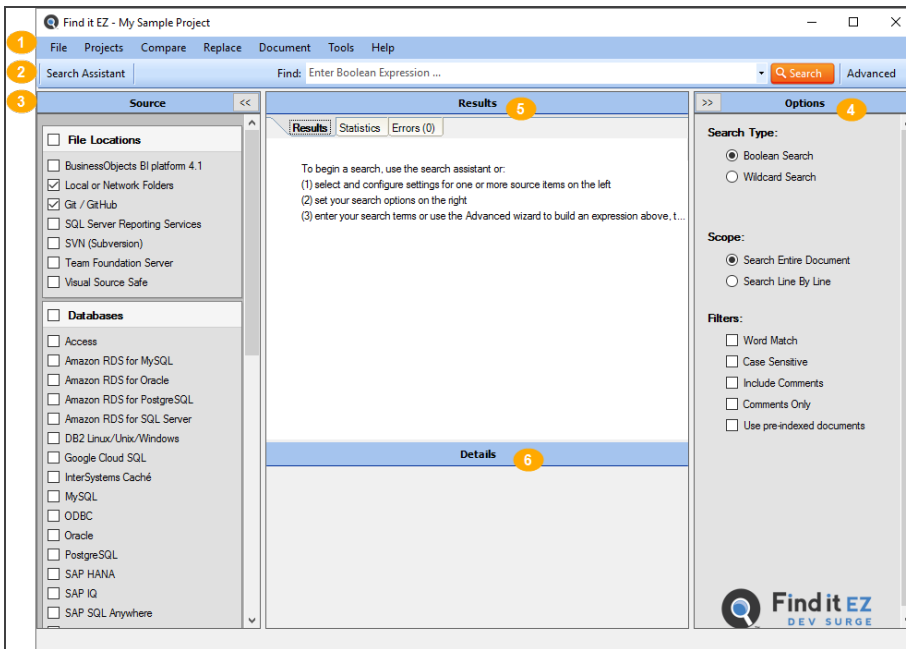 Find it EZ - My Sample Project
1 File Projects Compare Replace Document Tools Help
2 Search Assistant Find: Enter Boolean Expression ... Search Advanced
3 Source <<
File Locations
BusinessObjects BI platform 4.1
Local or Network Folders
Git / GitHub
SQL Server Reporting Services
SVN (Subversion)
Team Foundation Server
Visual Source Safe
Databases
Access
Amazon RDS for MySQL
Amazon RDS for Oracle
Amazon RDS for PostgreSQL
Amazon RDS for SQL Server
DB2 Linux/Unix/Windows
Google Cloud SQL
InterSystems Caché
MySQL
ODBC
Oracle
PostgreSQL
SAP HANA
SAP IQ
SAP SQL Anywhere
Results 5
Results Statistics Errors (0)
To begin a search, use the search assistant or:
(1) select and configure settings for one or more source items on the left
(2) set your search options on the right
(3) enter your search terms or use the Advanced wizard to build an expression above, t...
Details 6
>> Options 4
Search Type:
Boolean Search
Wildcard Search
Scope:
Search Entire Document
Search Line By Line
Filters:
Word Match
Case Sensitive
Include Comments
Comments Only
Use pre-indexed documents
Find it EZ
DEV SURGE